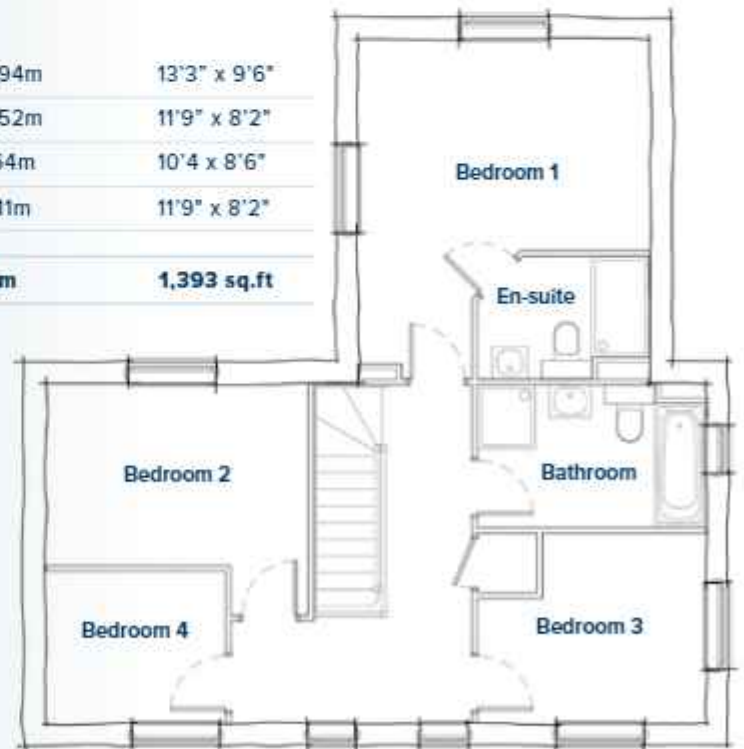 94m 13'3" x 9'6"
52m 11'9" x 8'2"
54m 10'4 x 8'6"
11m 11'9" x 8'2"
m 1,393 sq.ft
Bedroom 1
En-suite
Bedroom 2
Bathroom
Bedroom 4
Bedroom 3